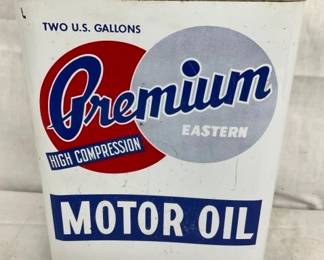 TWO U.S. GALLONS
Premium
EASTERN
HIGH COMPRESSION
MOTOR OIL